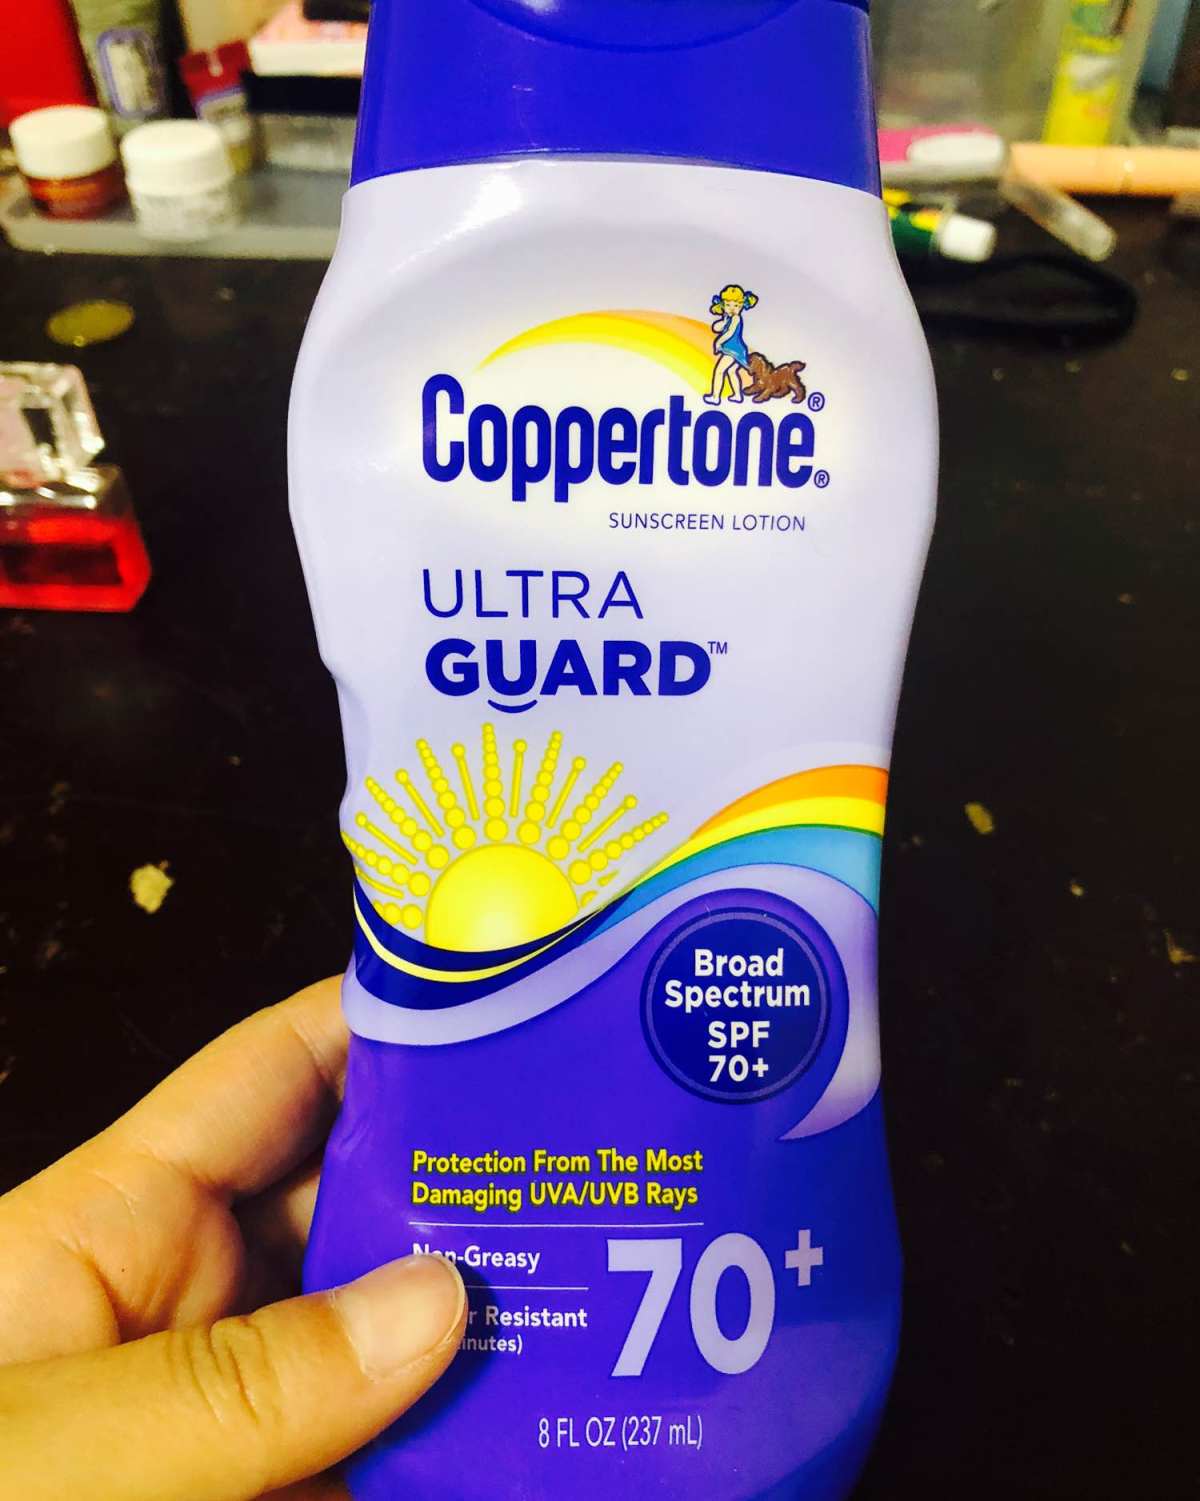 Coppertone®
SUNSCREEN LOTION
ULTRA
GUARD™
Broad
Spectrum
SPF
70+
Protection From The Most
Damaging UVA/UVB Rays
Non-Greasy
Resistant
70+
8 FL OZ (237 mL)